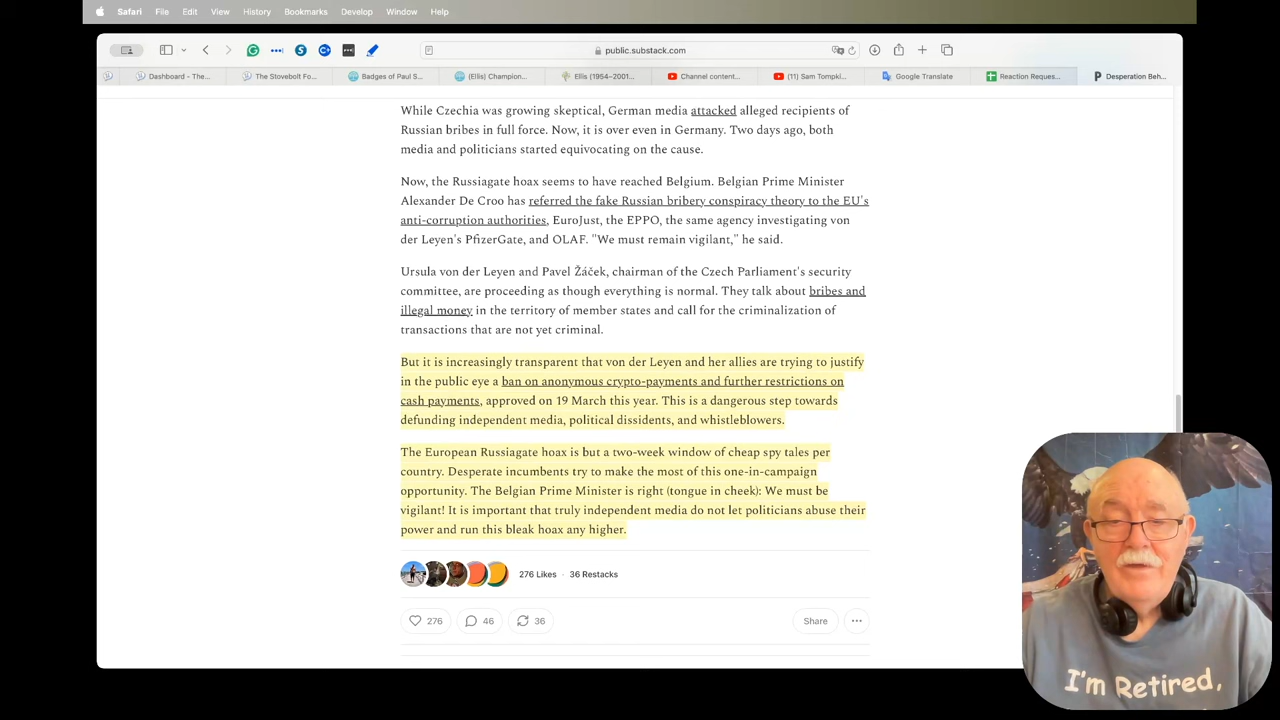 Safari File Edit View History Bookmarks Develop Window Help
public.substack.com
Dashboard - The... The Stovebolt Fo... Badges of Paul S... (Ellis) Champion... Ellis (1954–2001... Channel content... (11) Sam Tompki... Google Translate Reaction Reques... Desperation Beh...
While Czechia was growing skeptical, German media attacked alleged recipients of
Russian bribes in full force. Now, it is over even in Germany. Two days ago, both
media and politicians started equivocating on the cause.
Now, the Russiagate hoax seems to have reached Belgium. Belgian Prime Minister
Alexander De Croo has referred the fake Russian bribery conspiracy theory to the EU's
anti-corruption authorities, EuroJust, the EPPO, the same agency investigating von
der Leyen's PfizerGate, and OLAF. "We must remain vigilant," he said.
Ursula von der Leyen and Pavel Žáček, chairman of the Czech Parliament's security
committee, are proceeding as though everything is normal. They talk about bribes and
illegal money in the territory of member states and call for the criminalization of
transactions that are not yet criminal.
But it is increasingly transparent that von der Leyen and her allies are trying to justify
in the public eye a ban on anonymous crypto-payments and further restrictions on
cash payments, approved on 19 March this year. This is a dangerous step towards
defunding independent media, political dissidents, and whistleblowers.
The European Russiagate hoax is but a two-week window of cheap spy tales per
country. Desperate incumbents try to make the most of this one-in-campaign
opportunity. The Belgian Prime Minister is right (tongue in cheek): We must be
vigilant! It is important that truly independent media do not let politicians abuse their
power and run this bleak hoax any higher.
276 Likes · 36 Restacks
276 46 36 Share
I'm Retired,